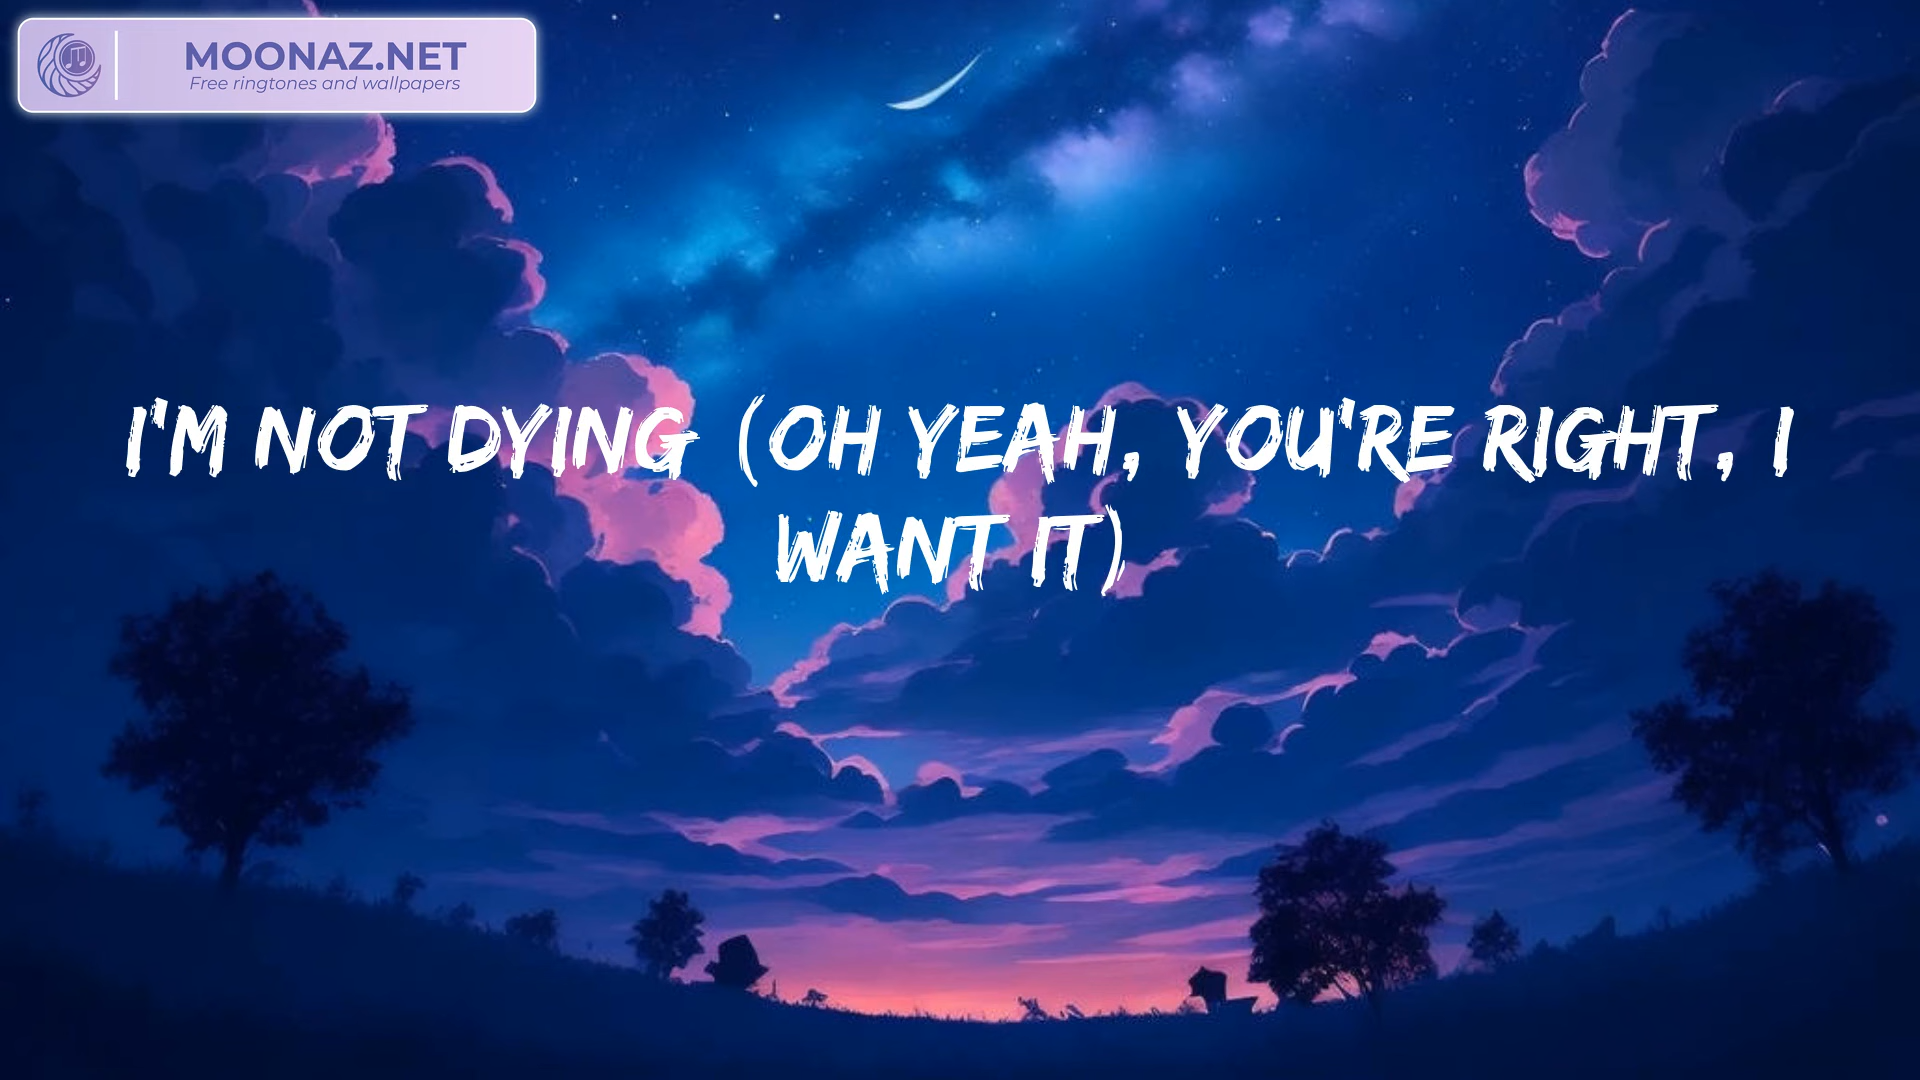 MOONAZ.NET
Free ringtones and wallpapers
I'M NOT DYING (OH YEAH, YOU'RE RIGHT, I
WANT IT)